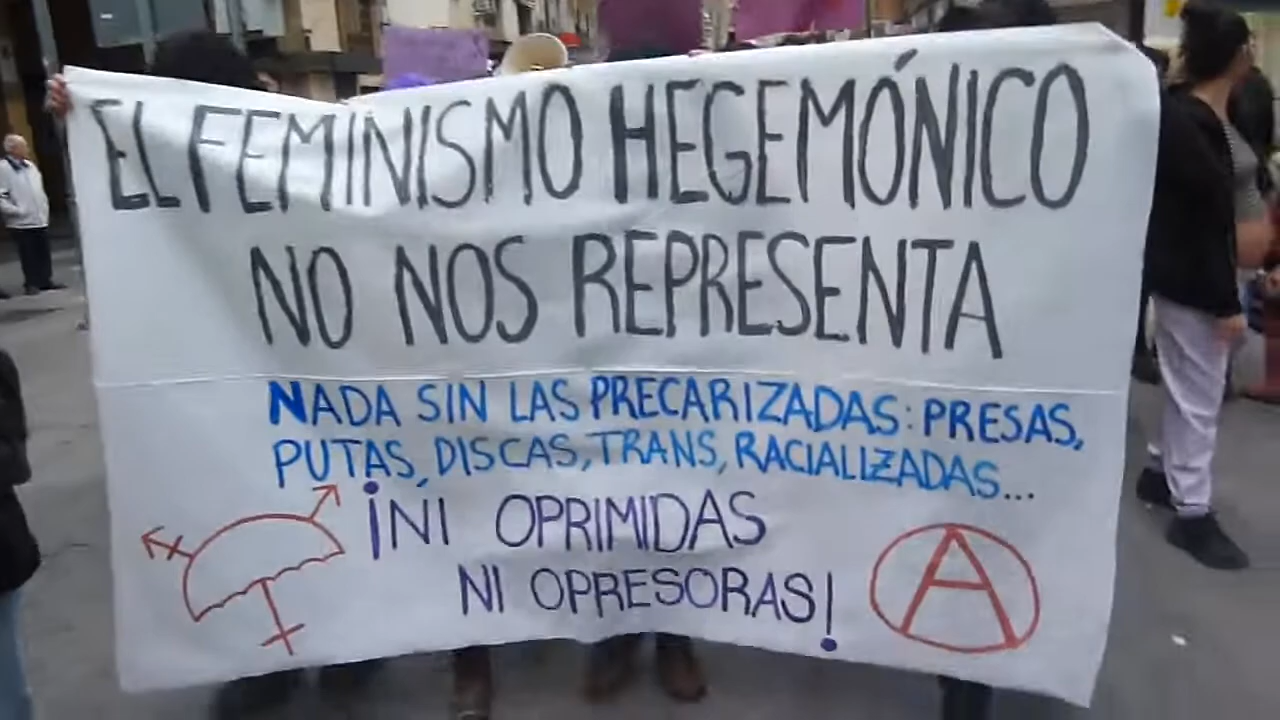 EL FEMINISMO HEGEMÓNICO
NO NOS REPRESENTA
NADA SIN LAS PRECARIZADAS: PRESAS,
PUTAS, DISCAS, TRANS, RACIALIZADAS...
¡NI OPRIMIDAS
NI OPRESORAS!
A